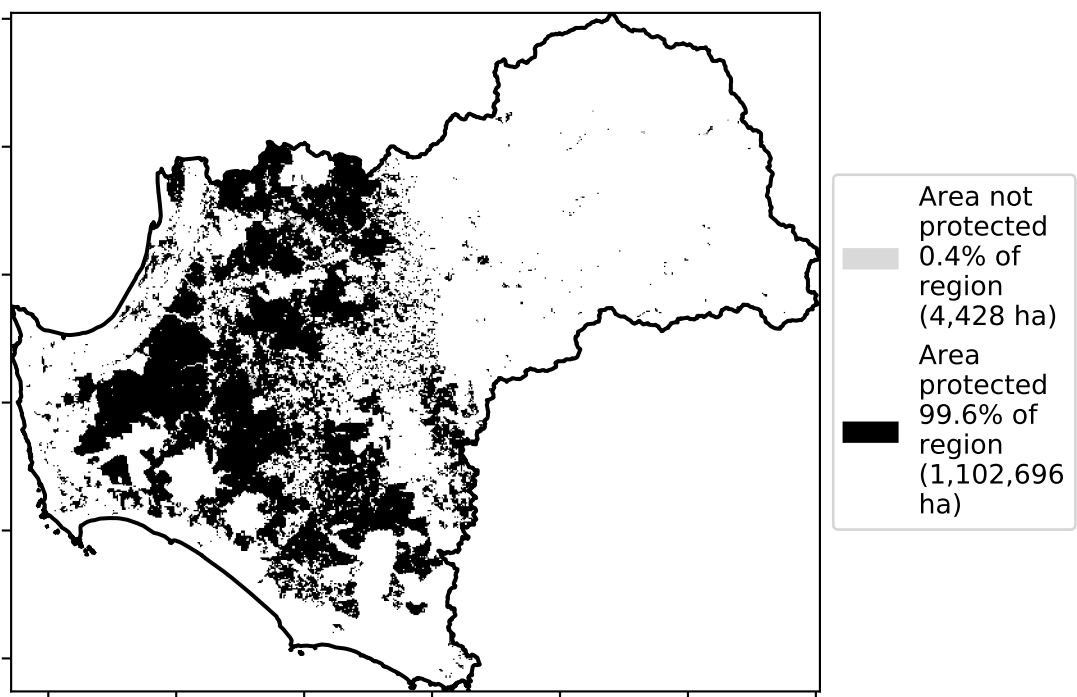 Area not
protected
0.4% of
region
(4,428 ha)
Area
protected
99.6% of
region
(1,102,696
ha)